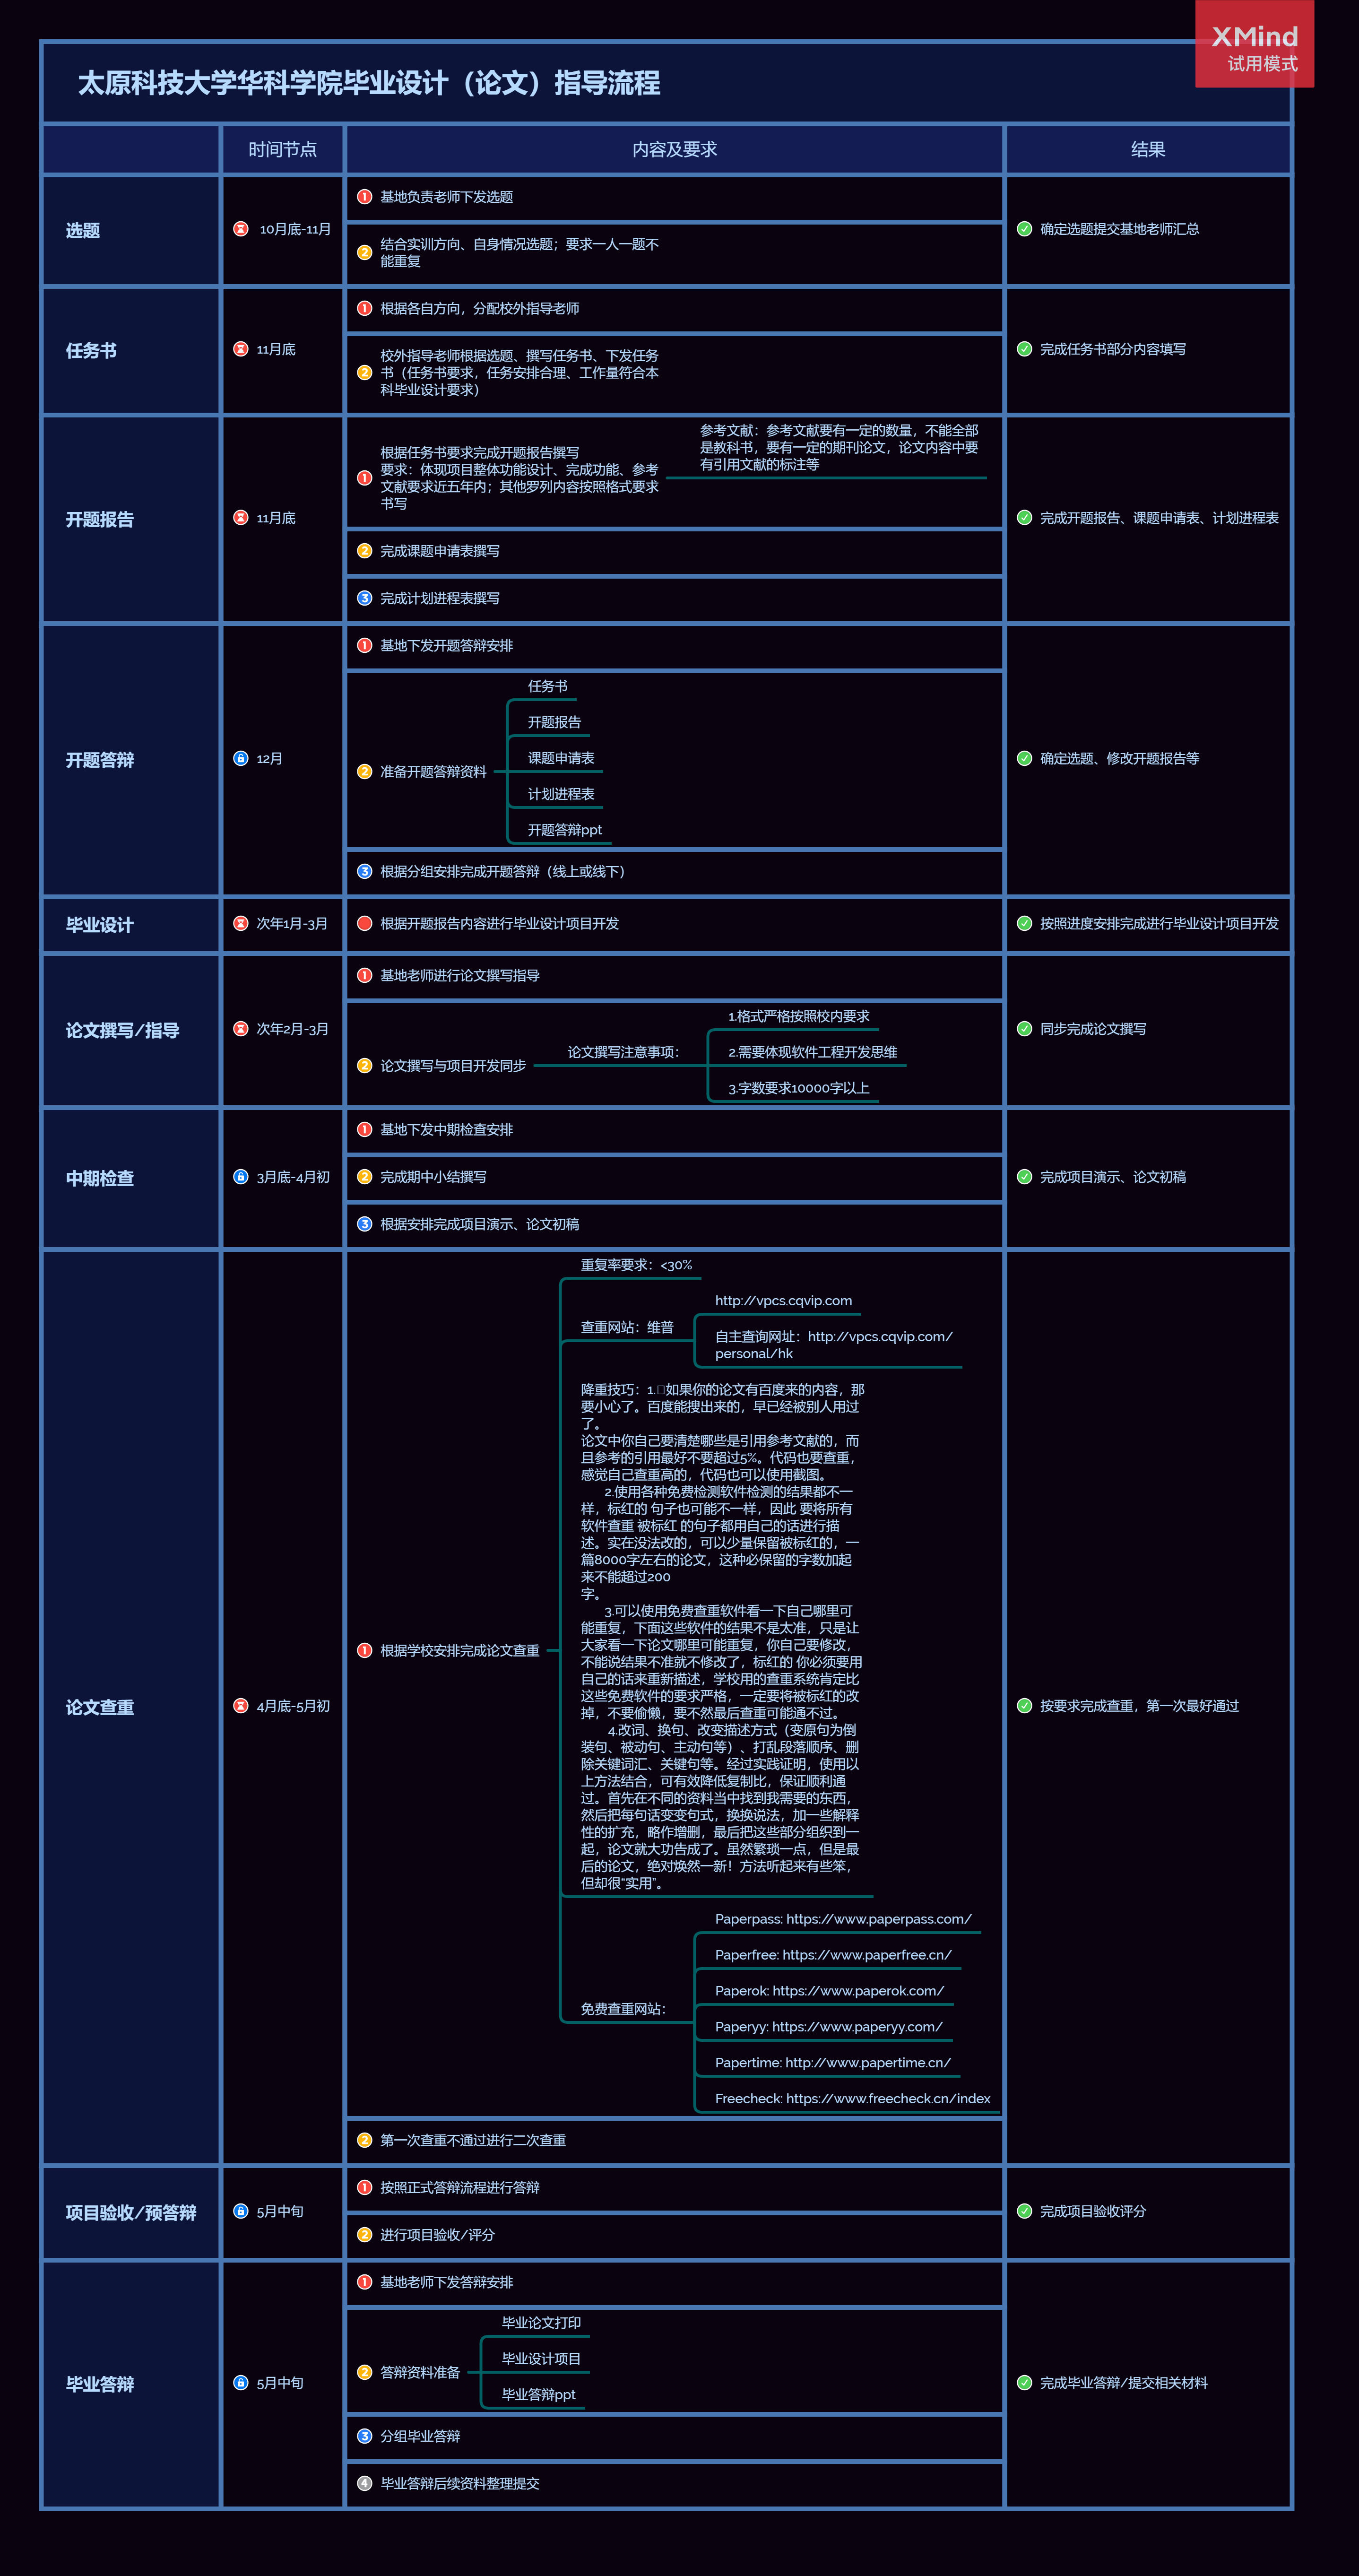 XMind
试用模式
太原科技大学华科学院毕业设计（论文）指导流程
时间节点
内容及要求
结果
选题
10月底-11月
1 基地负责老师下发选题
2 结合实训方向、自身情况选题；要求一人一题不
能重复
确定选题提交基地老师汇总
任务书
11月底
1 根据各自方向，分配校外指导老师
2 校外指导老师根据选题、撰写任务书、下发任务
书（任务书要求，任务安排合理、工作量符合本
科毕业设计要求）
完成任务书部分内容填写
开题报告
11月底
1 根据任务书要求完成开题报告撰写
要求：体现项目整体功能设计、完成功能、参考
文献要求近五年内；其他罗列内容按照格式要求
书写
参考文献：参考文献要有一定的数量，不能全部
是教科书，要有一定的期刊论文，论文内容中要
有引用文献的标注等
2 完成课题申请表撰写
3 完成计划进程表撰写
完成开题报告、课题申请表、计划进程表
开题答辩
12月
1 基地下发开题答辩安排
2 准备开题答辩资料
任务书
开题报告
课题申请表
计划进程表
开题答辩ppt
3 根据分组安排完成开题答辩（线上或线下）
确定选题、修改开题报告等
毕业设计
次年1月-3月
根据开题报告内容进行毕业设计项目开发
按照进度安排完成进行毕业设计项目开发
论文撰写/指导
次年2月-3月
1 基地老师进行论文撰写指导
2 论文撰写与项目开发同步
论文撰写注意事项：
1.格式严格按照校内要求
2.需要体现软件工程开发思维
3.字数要求10000字以上
同步完成论文撰写
中期检查
3月底-4月初
1 基地下发中期检查安排
2 完成期中小结撰写
3 根据安排完成项目演示、论文初稿
完成项目演示、论文初稿
论文查重
4月底-5月初
1 根据学校安排完成论文查重
重复率要求：<30%
查重网站：维普
http://vpcs.cqvip.com
自主查询网址：http://vpcs.cqvip.com/
personal/hk
降重技巧：1.如果你的论文有百度来的内容，那
要小心了。百度能搜出来的，早已经被别人用过
了。
论文中你自己要清楚哪些是引用参考文献的，而
且参考的引用最好不要超过5%。代码也要查重，
感觉自己查重高的，代码也可以使用截图。
2.使用各种免费检测软件检测的结果都不一
样，标红的 句子也可能不一样，因此 要将所有
软件查重 被标红 的句子都用自己的话进行描
述。实在没法改的，可以少量保留被标红的，一
篇8000字左右的论文，这种必保留的字数加起
来不能超过200
字。
3.可以使用免费查重软件看一下自己哪里可
能重复，下面这些软件的结果不是太准，只是让
大家看一下论文哪里可能重复，你自己要修改，
不能说结果不准就不修改了，标红的 你必须要用
自己的话来重新描述，学校用的查重系统肯定比
这些免费软件的要求严格，一定要将被标红的改
掉，不要偷懒，要不然最后查重可能通不过。
4.改词、换句、改变描述方式（变原句为倒
装句、被动句、主动句等）、打乱段落顺序、删
除关键词汇、关键句等。经过实践证明，使用以
上方法结合，可有效降低复制比，保证顺利通
过。首先在不同的资料当中找到我需要的东西，
然后把每句话变变句式，换换说法，加一些解释
性的扩充，略作增删，最后把这些部分组织到一
起，论文就大功告成了。虽然繁琐一点，但是最
后的论文，绝对焕然一新！方法听起来有些笨，
但却很“实用”。
免费查重网站：
Paperpass: https://www.paperpass.com/
Paperfree: https://www.paperfree.cn/
Paperok: https://www.paperok.com/
Paperyy: https://www.paperyy.com/
Papertime: http://www.papertime.cn/
Freecheck: https://www.freecheck.cn/index
2 第一次查重不通过进行二次查重
按要求完成查重，第一次最好通过
项目验收/预答辩
5月中旬
1 按照正式答辩流程进行答辩
2 进行项目验收/评分
完成项目验收评分
毕业答辩
5月中旬
1 基地老师下发答辩安排
2 答辩资料准备
毕业论文打印
毕业设计项目
毕业答辩ppt
3 分组毕业答辩
4 毕业答辩后续资料整理提交
完成毕业答辩/提交相关材料